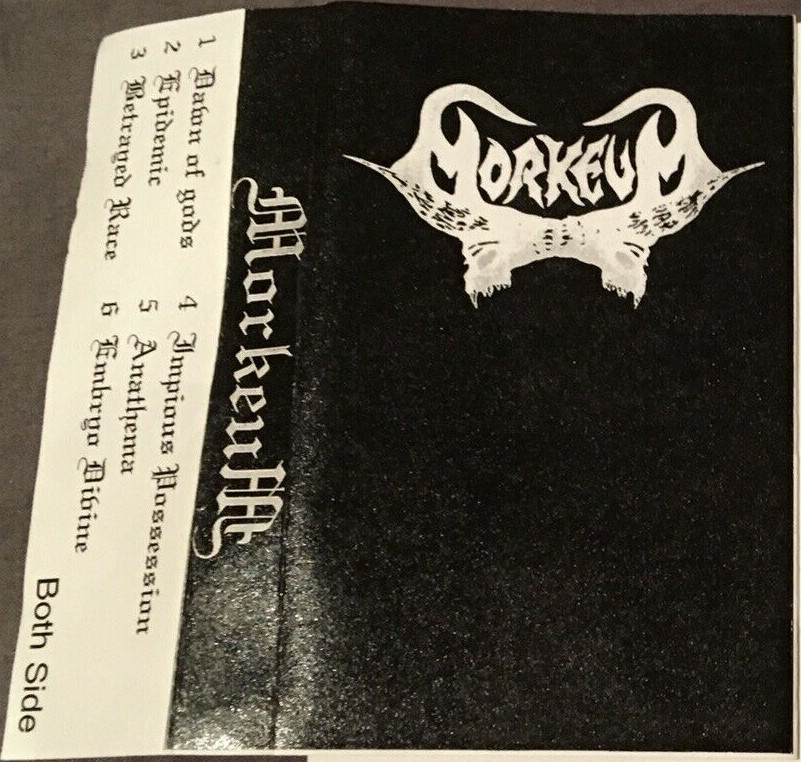 MORKEUM
MorkeuM
1 Dawn of gods
2 Epidemic
3 Betrayed Race
4 Impious Possession
5 Anathema
6 Embryo Divine
Both Side